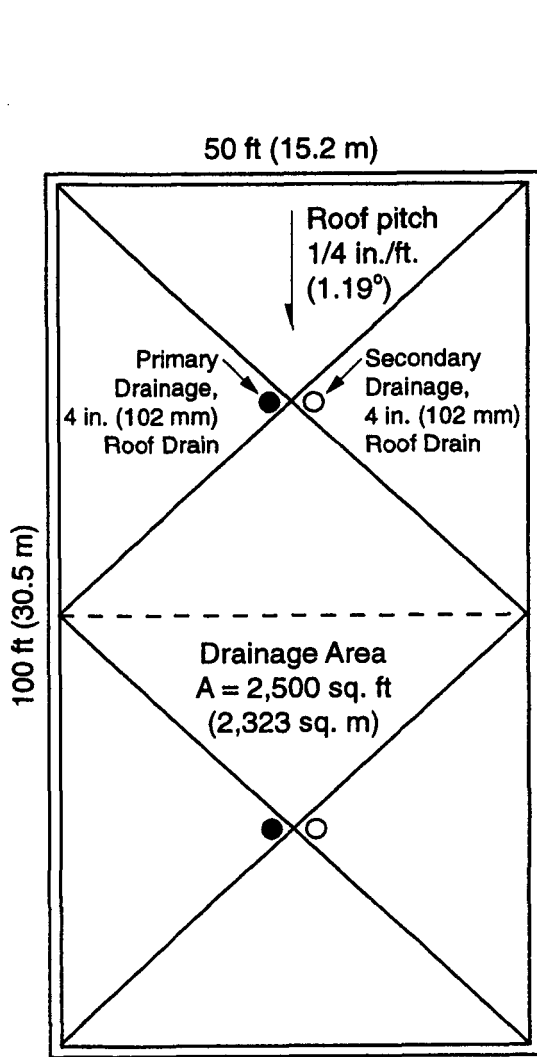 50 ft (15.2 m)
Roof pitch
1/4 in./ft.
(1.19°)
Primary
Drainage,
4 in. (102 mm)
Roof Drain
Secondary
Drainage,
4 in. (102 mm)
Roof Drain
100 ft (30.5 m)
Drainage Area
A = 2,500 sq. ft
(2,323 sq. m)